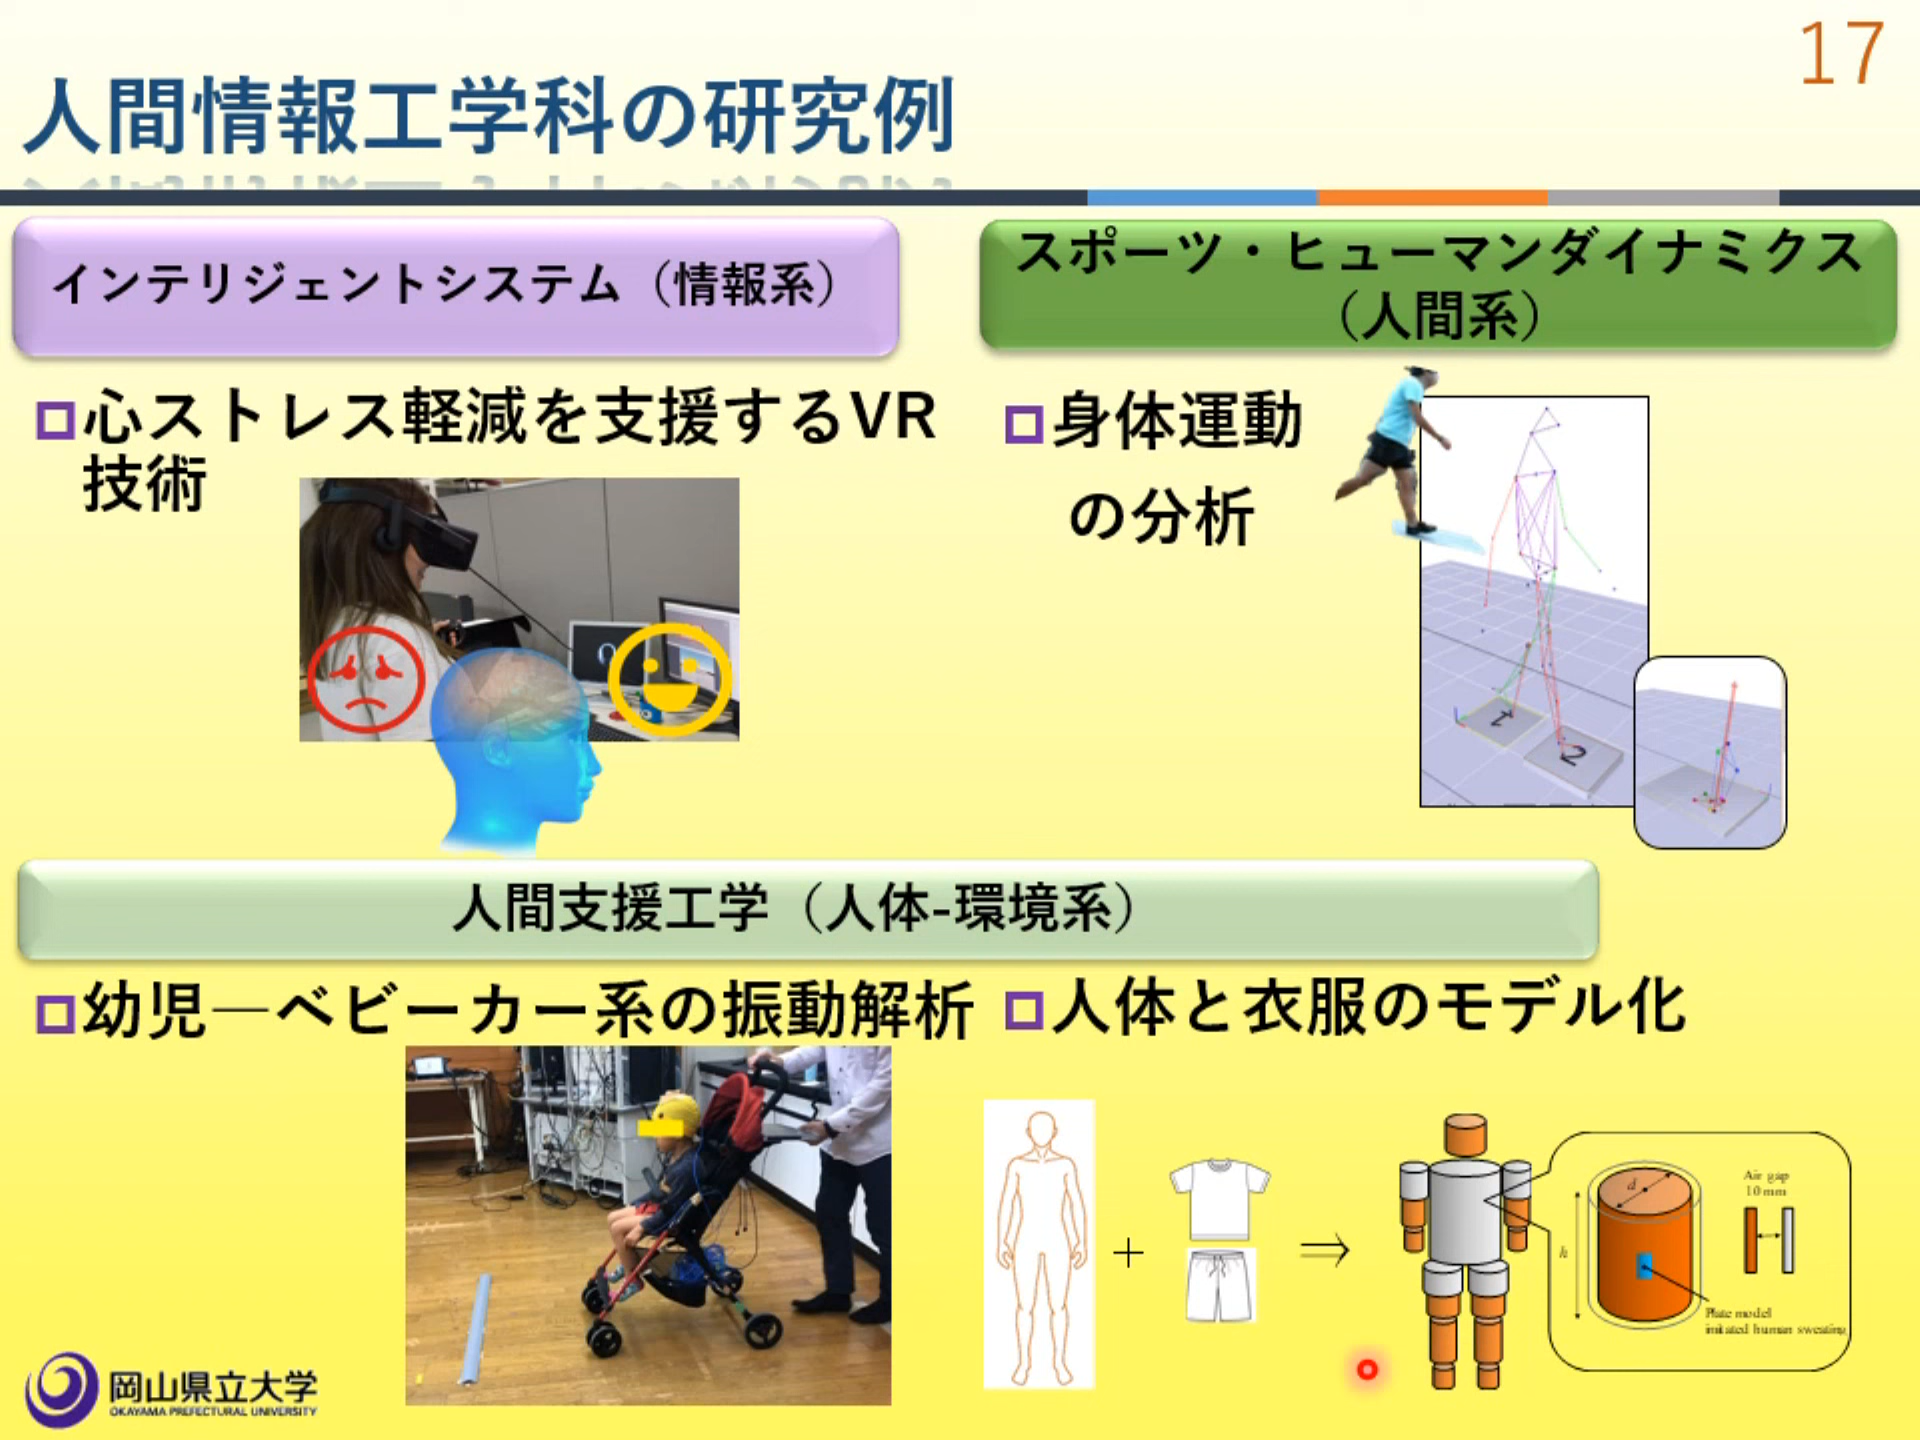 17
人間情報工学科の研究例
インテリジェントシステム（情報系）
スポーツ・ヒューマンダイナミクス
（人間系）
心ストレス軽減を支援するVR
技術
身体運動
の分析
1
2
人間支援工学（人体-環境系）
幼児―ベビーカー系の振動解析
人体と衣服のモデル化
+
⇒
d
h
Air gap
10 mm
Plate model
imitated human sweating
岡山県立大学
OKAYAMA PREFECTURAL UNIVERSITY